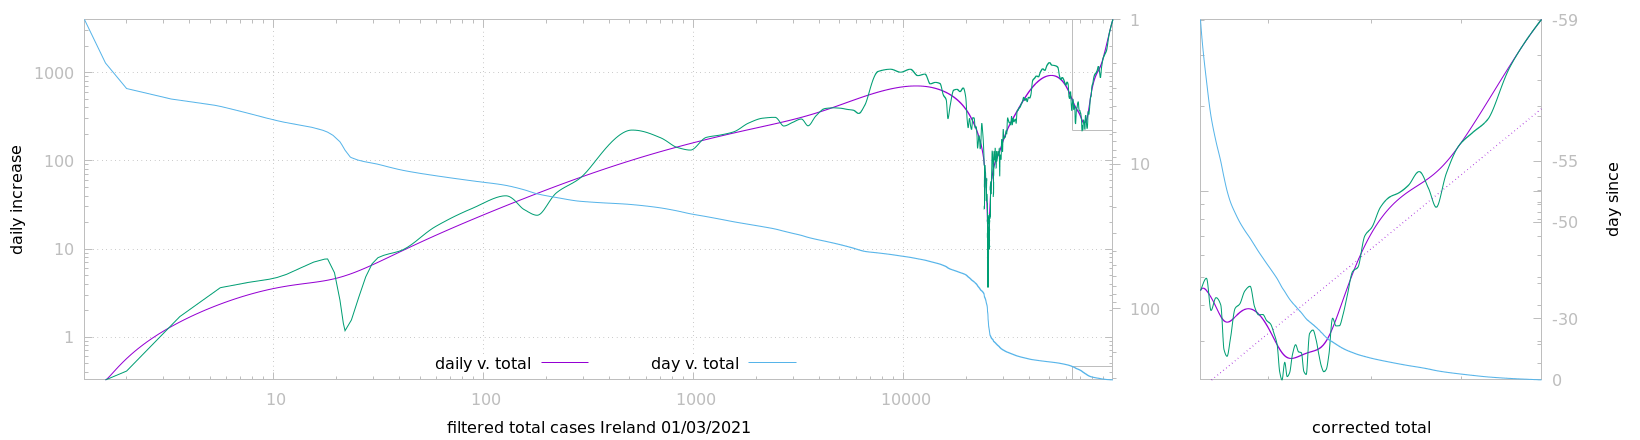 1000
100
10
1
daily increase
10
100
1000
10000
filtered total cases Ireland 01/03/2021
daily v. total
day v. total
1
10
100
-59
-55
-50
-30
0
day since
corrected total